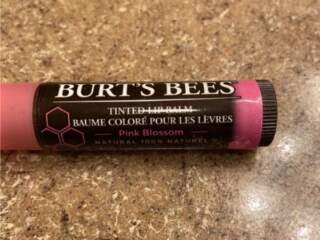 BURT'S BEES
TINTED LIP BALM
BAUME COLORÉ POUR LES LÈVRES
Pink Blossom
NATURAL 100% NATUREL